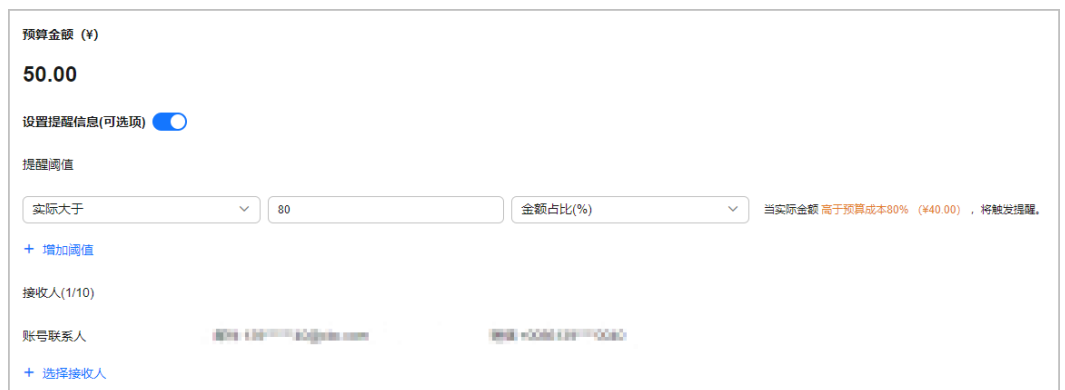 预算金额（¥）
50.00
设置提醒信息(可选项)
提醒阈值
实际大于 80 金额占比(%) 当实际金额 高于预算成本80% （¥40.00），将触发提醒。
+ 增加阈值
接收人(1/10)
账号联系人
+ 选择接收人